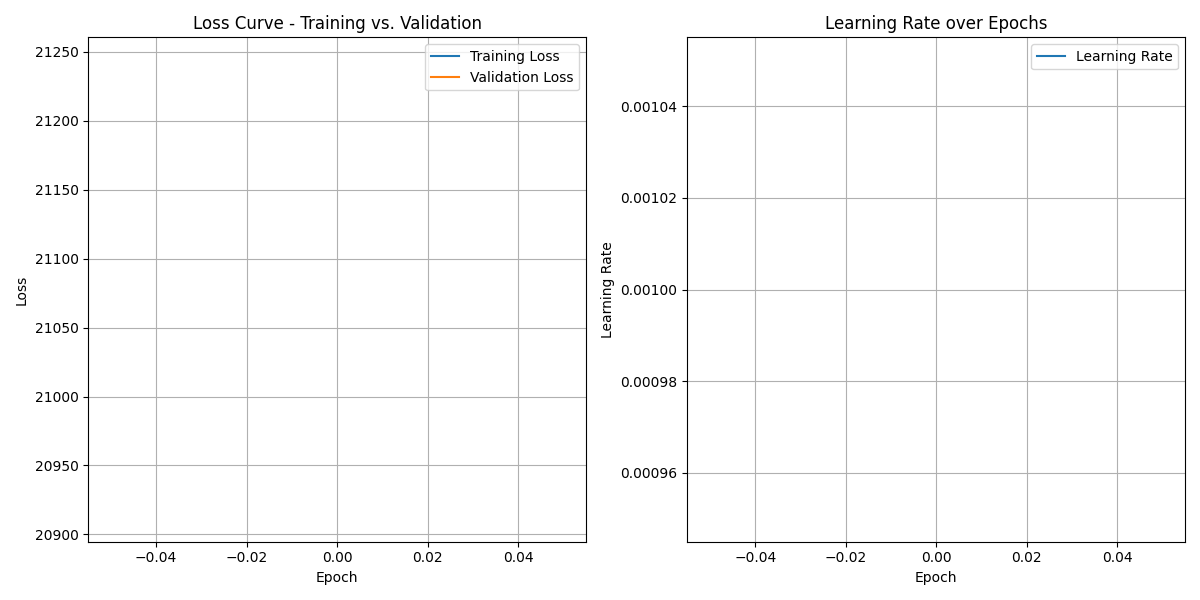 Loss Curve - Training vs. Validation
Training Loss
Validation Loss
21250
21200
21150
21100
21050
21000
20950
20900
Loss
−0.04 −0.02 0.00 0.02 0.04
Epoch
Learning Rate over Epochs
Learning Rate
0.00104
0.00102
0.00100
0.00098
0.00096
Learning Rate
−0.04 −0.02 0.00 0.02 0.04
Epoch